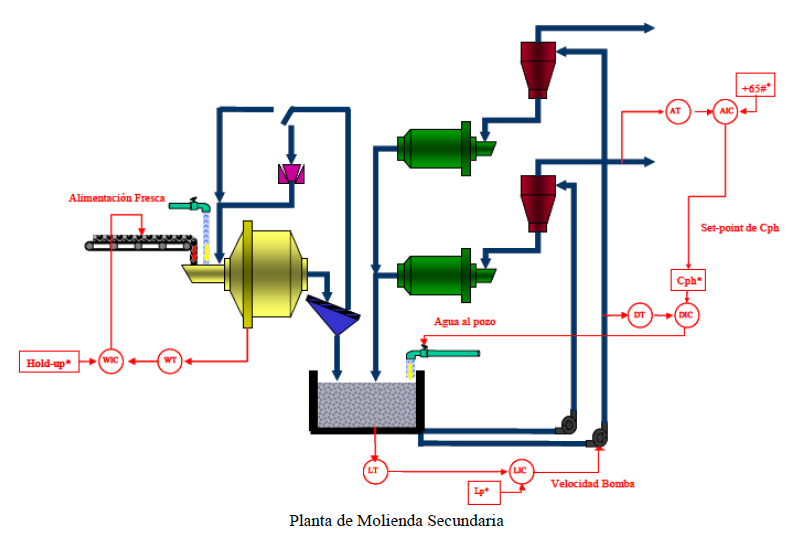 +65#*
AT
AIC
Alimentación Fresca
Set-point de Cph
Cph*
DT
DIC
Agua al pozo
Hold-up*
WIC
WT
LT
LIC
Lp*
Velocidad Bomba
Planta de Molienda Secundaria